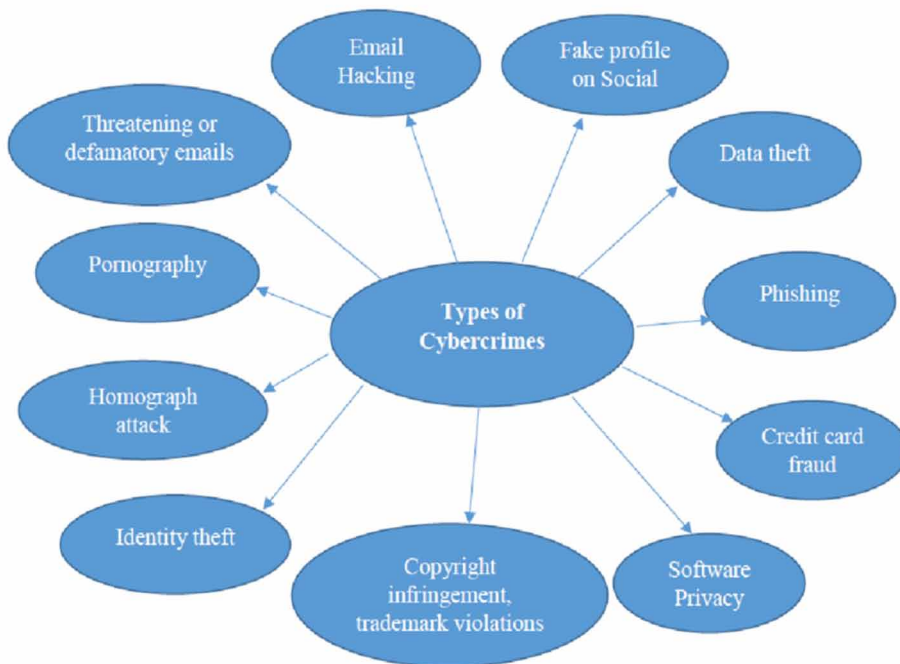 Email
Hacking
Fake profile
on Social
Threatening or
defamatory emails
Data theft
Pornography
Types of
Cybercrimes
Phishing
Homograph
attack
Credit card
fraud
Identity theft
Copyright
infringement,
trademark violations
Software
Privacy